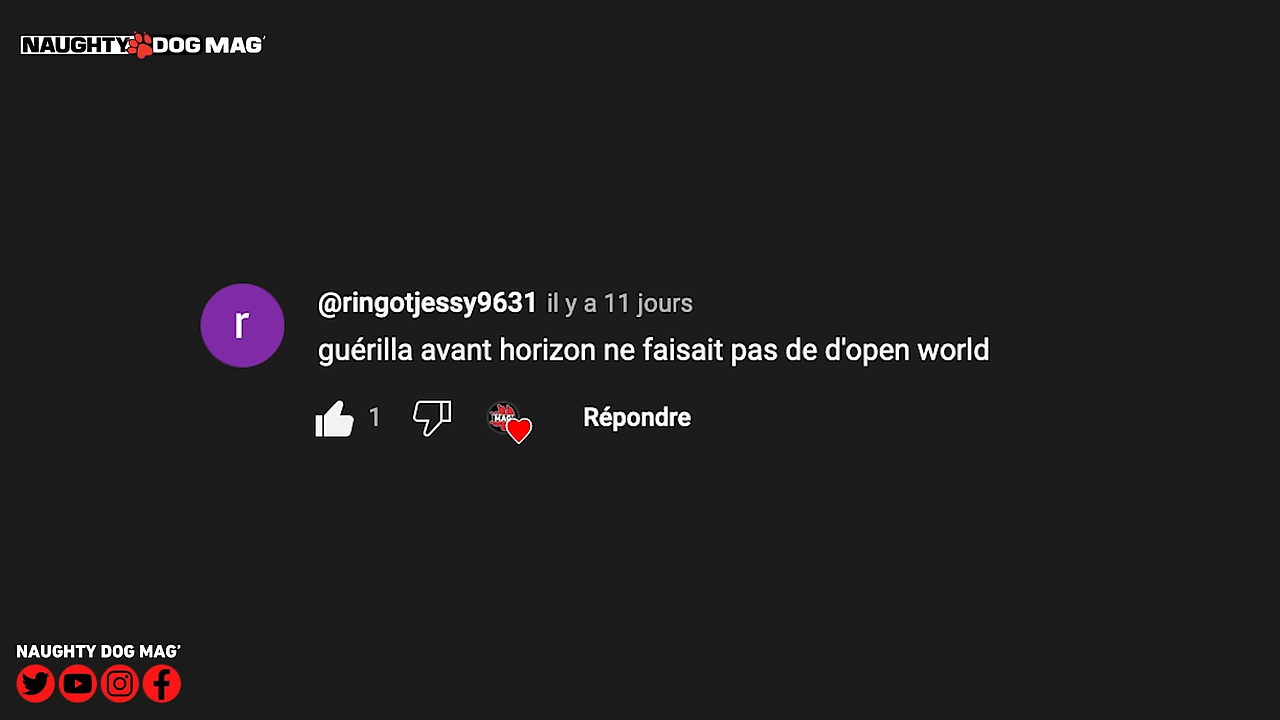 NAUGHTY DOG MAG'
r
@ringotjessy9631 il y a 11 jours
guérilla avant horizon ne faisait pas de d'open world
1
MAG'
Répondre
NAUGHTY DOG MAG'